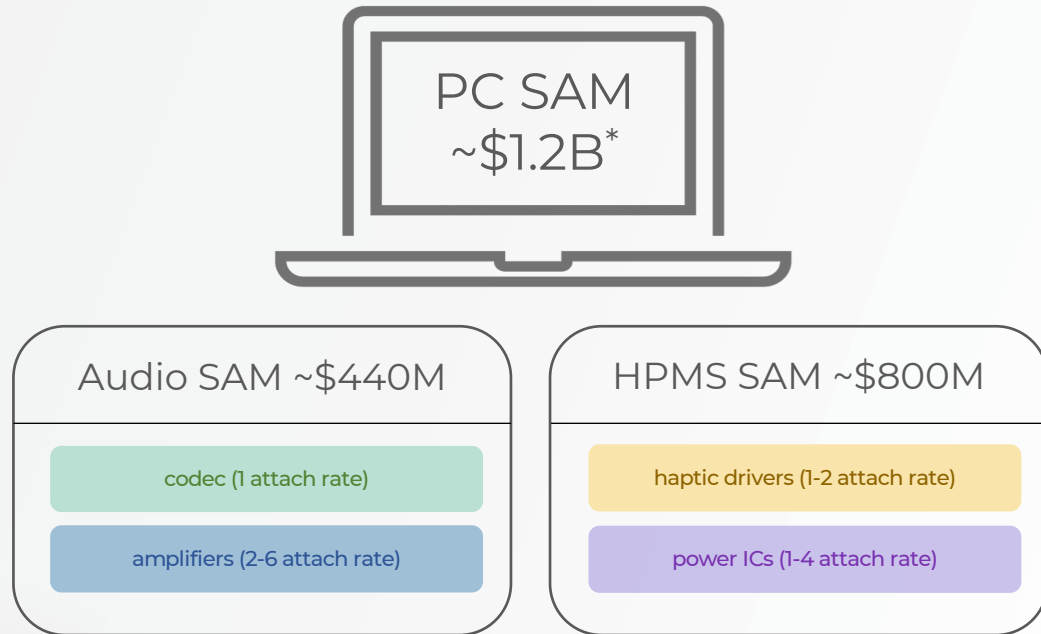 PC SAM
~$1.2B*
Audio SAM ~$440M
codec (1 attach rate)
amplifiers (2-6 attach rate)
HPMS SAM ~$800M
haptic drivers (1-2 attach rate)
power ICs (1-4 attach rate)